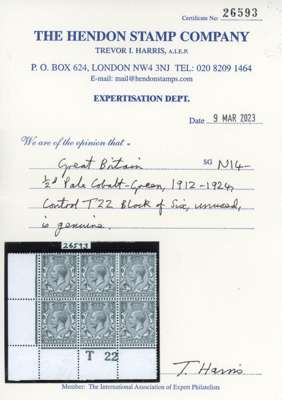 Certificate No: 26593
THE HENDON STAMP COMPANY
TREVOR I. HARRIS, A.I.E.P.
P. O. BOX 624, LONDON NW4 3NJ TEL: 020 8209 1464
E-mail: mail@hendonstamps.com
EXPERTISATION DEPT.
Date 9 MAR 2023
We are of the opinion that -
Great Britain SG N14-
½d Pale Cobalt-Green, 1912-1924,
Control T22 Block of Six, unused,
is genuine.
26593
T 22
T. Harris
Member: The International Association of Expert Philatelists